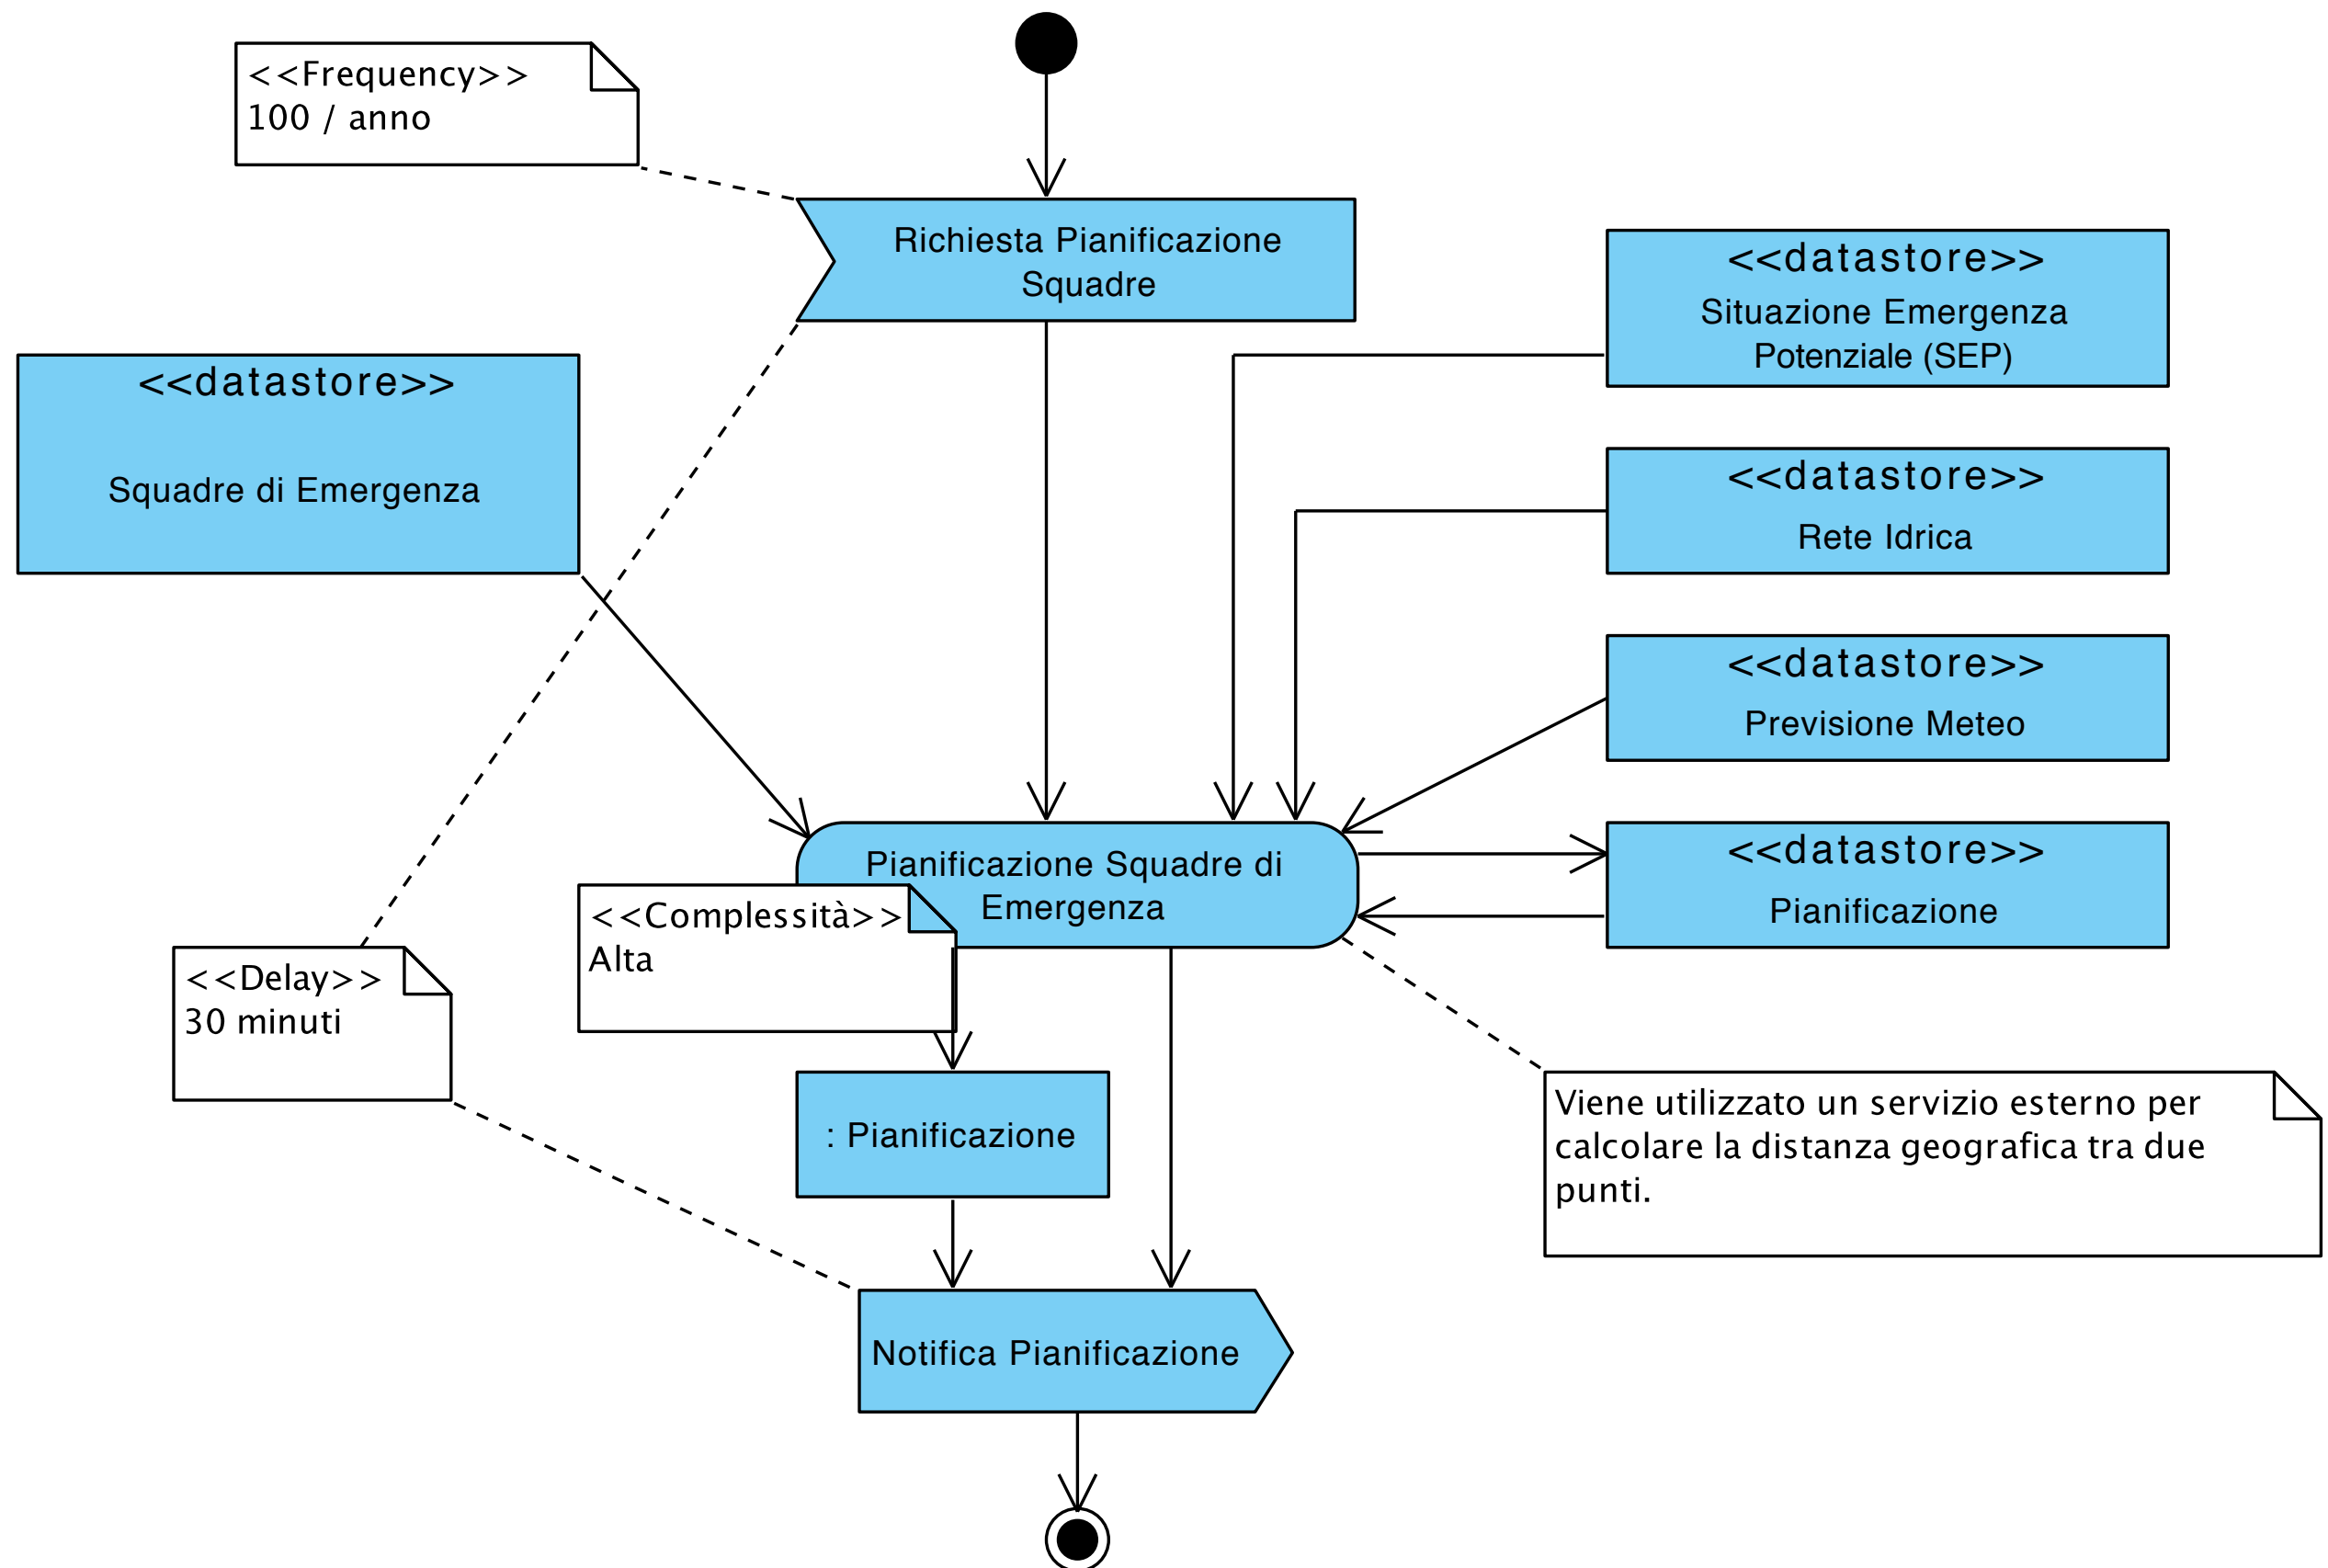 <<Frequency>>
100 / anno
Richiesta Pianificazione
Squadre
<<datastore>>
Situazione Emergenza
Potenziale (SEP)
<<datastore>>
Squadre di Emergenza
<<datastore>>
Rete Idrica
<<datastore>>
Previsione Meteo
Pianificazione Squadre di
Emergenza
<<datastore>>
Pianificazione
<<Complessità>>
Alta
<<Delay>>
30 minuti
: Pianificazione
Viene utilizzato un servizio esterno per
calcolare la distanza geografica tra due
punti.
Notifica Pianificazione